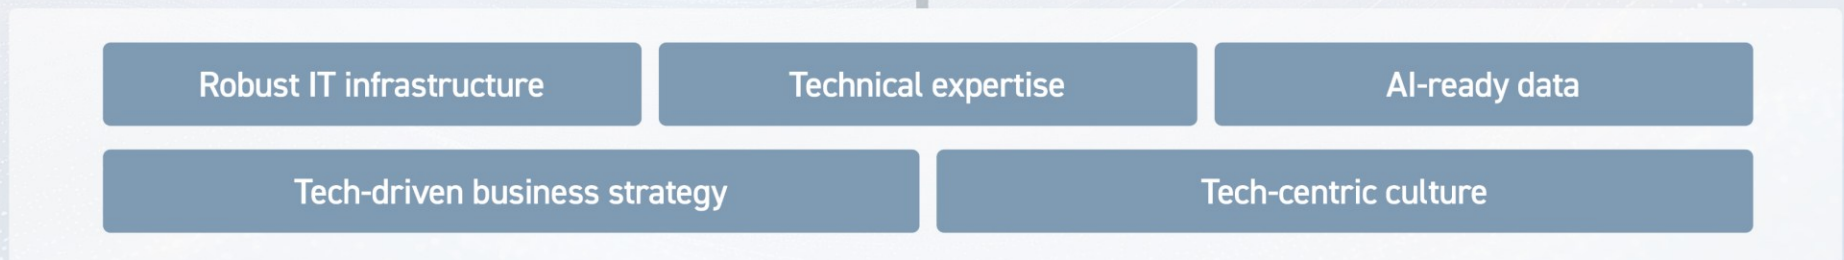 Robust IT infrastructure
Technical expertise
AI-ready data
Tech-driven business strategy
Tech-centric culture